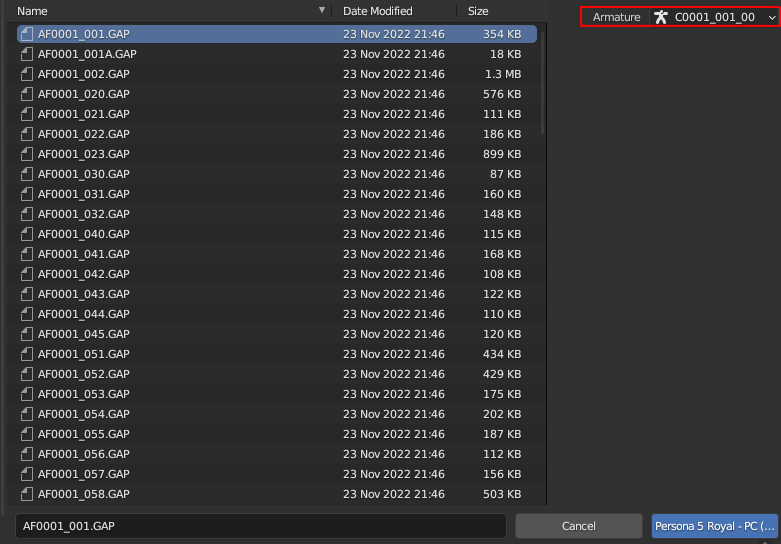 Name Date Modified Size Armature C0001_001_00
AF0001_001.GAP 23 Nov 2022 21:46 354 KB
AF0001_001A.GAP 23 Nov 2022 21:46 18 KB
AF0001_002.GAP 23 Nov 2022 21:46 1.3 MB
AF0001_020.GAP 23 Nov 2022 21:46 576 KB
AF0001_021.GAP 23 Nov 2022 21:46 111 KB
AF0001_022.GAP 23 Nov 2022 21:46 186 KB
AF0001_023.GAP 23 Nov 2022 21:46 899 KB
AF0001_030.GAP 23 Nov 2022 21:46 87 KB
AF0001_031.GAP 23 Nov 2022 21:46 160 KB
AF0001_032.GAP 23 Nov 2022 21:46 148 KB
AF0001_040.GAP 23 Nov 2022 21:46 115 KB
AF0001_041.GAP 23 Nov 2022 21:46 168 KB
AF0001_042.GAP 23 Nov 2022 21:46 108 KB
AF0001_043.GAP 23 Nov 2022 21:46 122 KB
AF0001_044.GAP 23 Nov 2022 21:46 110 KB
AF0001_045.GAP 23 Nov 2022 21:46 120 KB
AF0001_051.GAP 23 Nov 2022 21:46 434 KB
AF0001_052.GAP 23 Nov 2022 21:46 429 KB
AF0001_053.GAP 23 Nov 2022 21:46 175 KB
AF0001_054.GAP 23 Nov 2022 21:46 202 KB
AF0001_055.GAP 23 Nov 2022 21:46 187 KB
AF0001_056.GAP 23 Nov 2022 21:46 112 KB
AF0001_057.GAP 23 Nov 2022 21:46 156 KB
AF0001_058.GAP 23 Nov 2022 21:46 503 KB
AF0001_001.GAP Cancel Persona 5 Royal - PC (...